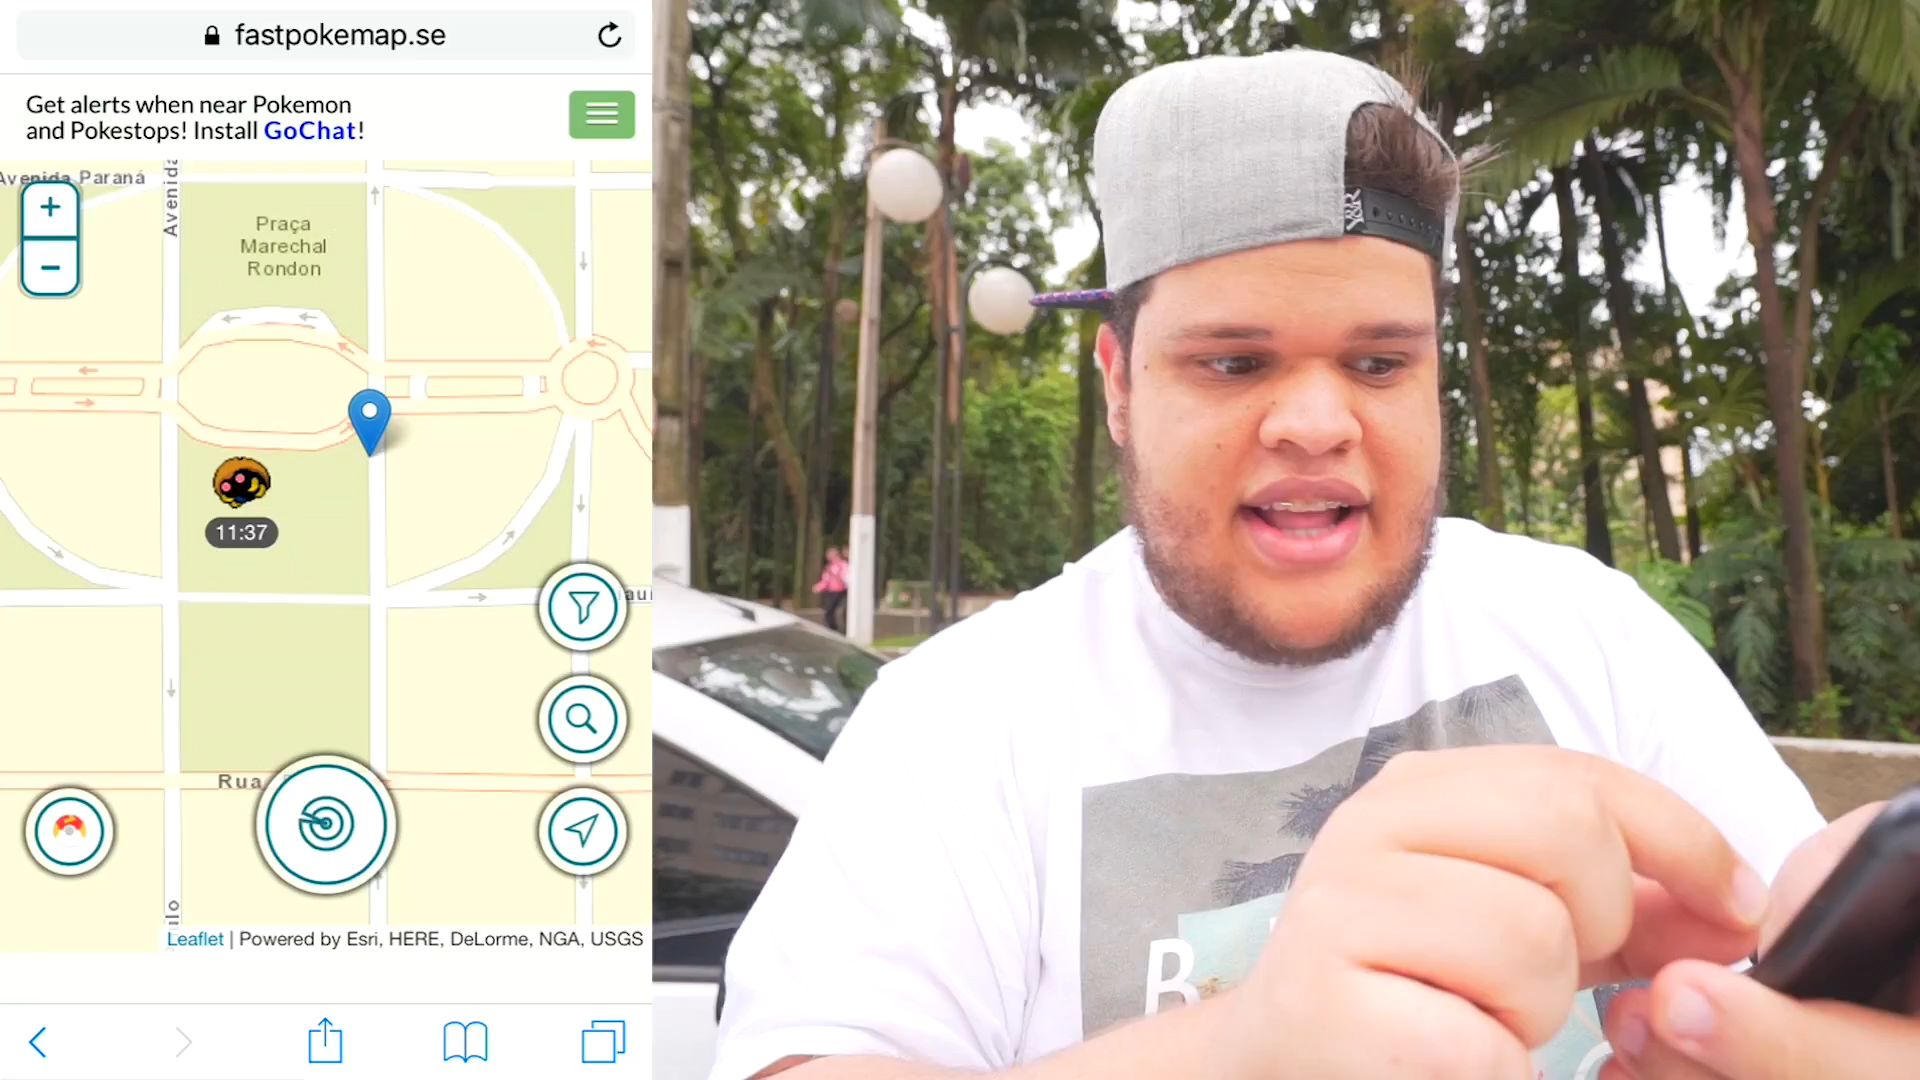 fastpokemap.se
Get alerts when near Pokemon
and Pokestops! Install GoChat!
Avenida Paraná
Avenida
Praça
Marechal
Rondon
+
−
11:37
Rua
Leaflet | Powered by Esri, HERE, DeLorme, NGA, USGS
B